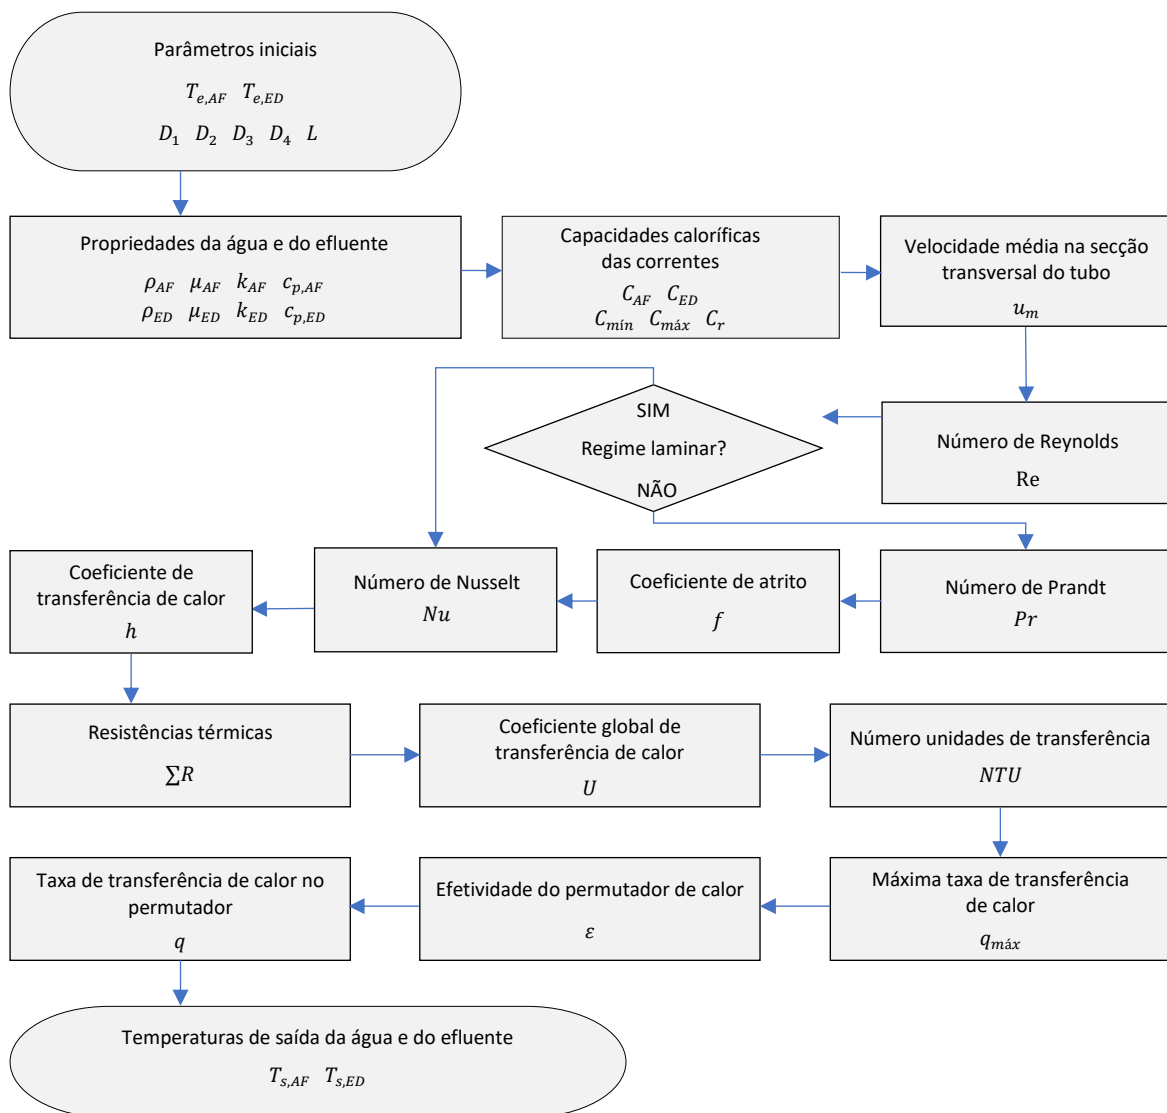 Parâmetros iniciais
T_{e,AF} T_{e,ED}
D_1 D_2 D_3 D_4 L
Propriedades da água e do efluente
ρ_{AF} μ_{AF} k_{AF} c_{p,AF}
ρ_{ED} μ_{ED} k_{ED} c_{p,ED}
Capacidades caloríficas
das correntes
C_{AF} C_{ED}
C_{mín} C_{máx} C_r
Velocidade média na secção
transversal do tubo
u_m
Número de Reynolds
Re
SIM
Regime laminar?
NÃO
Número de Prandt
Pr
Coeficiente de atrito
f
Número de Nusselt
Nu
Coeficiente de
transferência de calor
h
Resistências térmicas
∑R
Coeficiente global de
transferência de calor
U
Número unidades de transferência
NTU
Máxima taxa de transferência
de calor
q_{máx}
Efetividade do permutador de calor
ε
Taxa de transferência de calor no
permutador
q
Temperaturas de saída da água e do efluente
T_{s,AF} T_{s,ED}